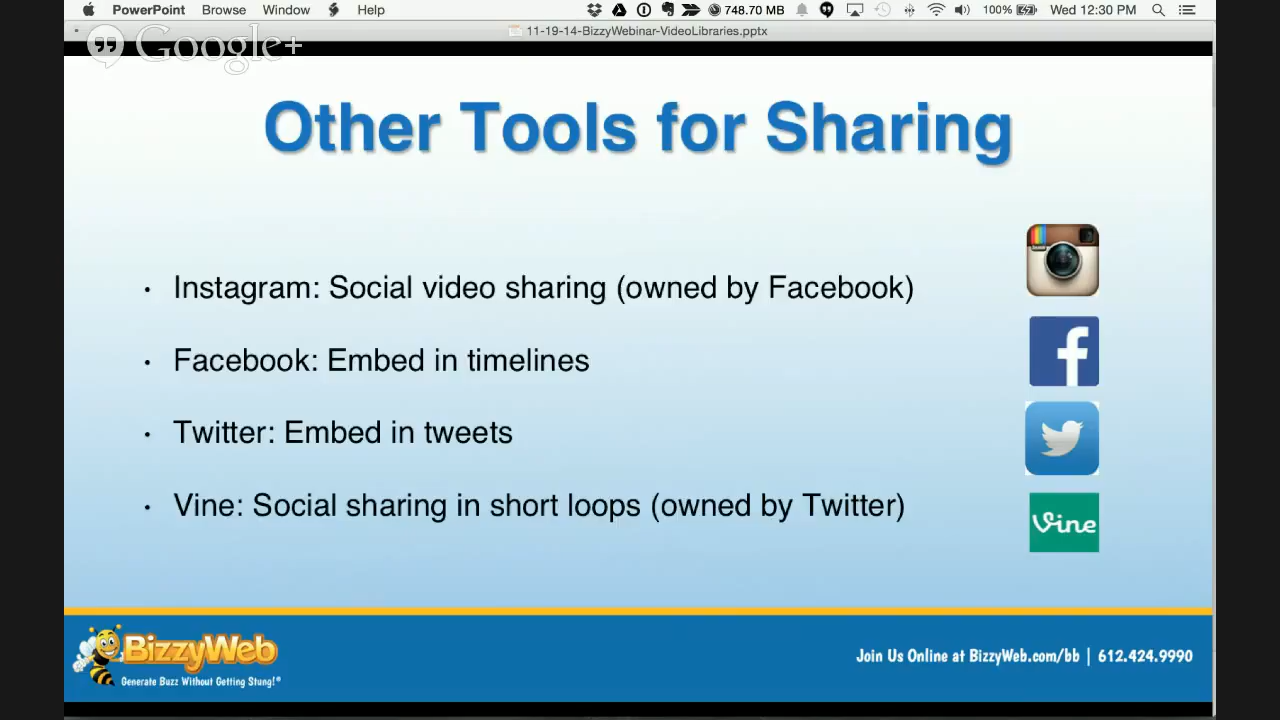 PowerPoint Browse Window Help 748.70 MB 100% Wed 12:30 PM
11-19-14-BizzyWebinar-VideoLibraries.pptx
Google+
Other Tools for Sharing
• Instagram: Social video sharing (owned by Facebook)
• Facebook: Embed in timelines
• Twitter: Embed in tweets
• Vine: Social sharing in short loops (owned by Twitter)
Vine
BizzyWeb
Generate Buzz Without Getting Stung!®
Join Us Online at BizzyWeb.com/bb | 612.424.9990